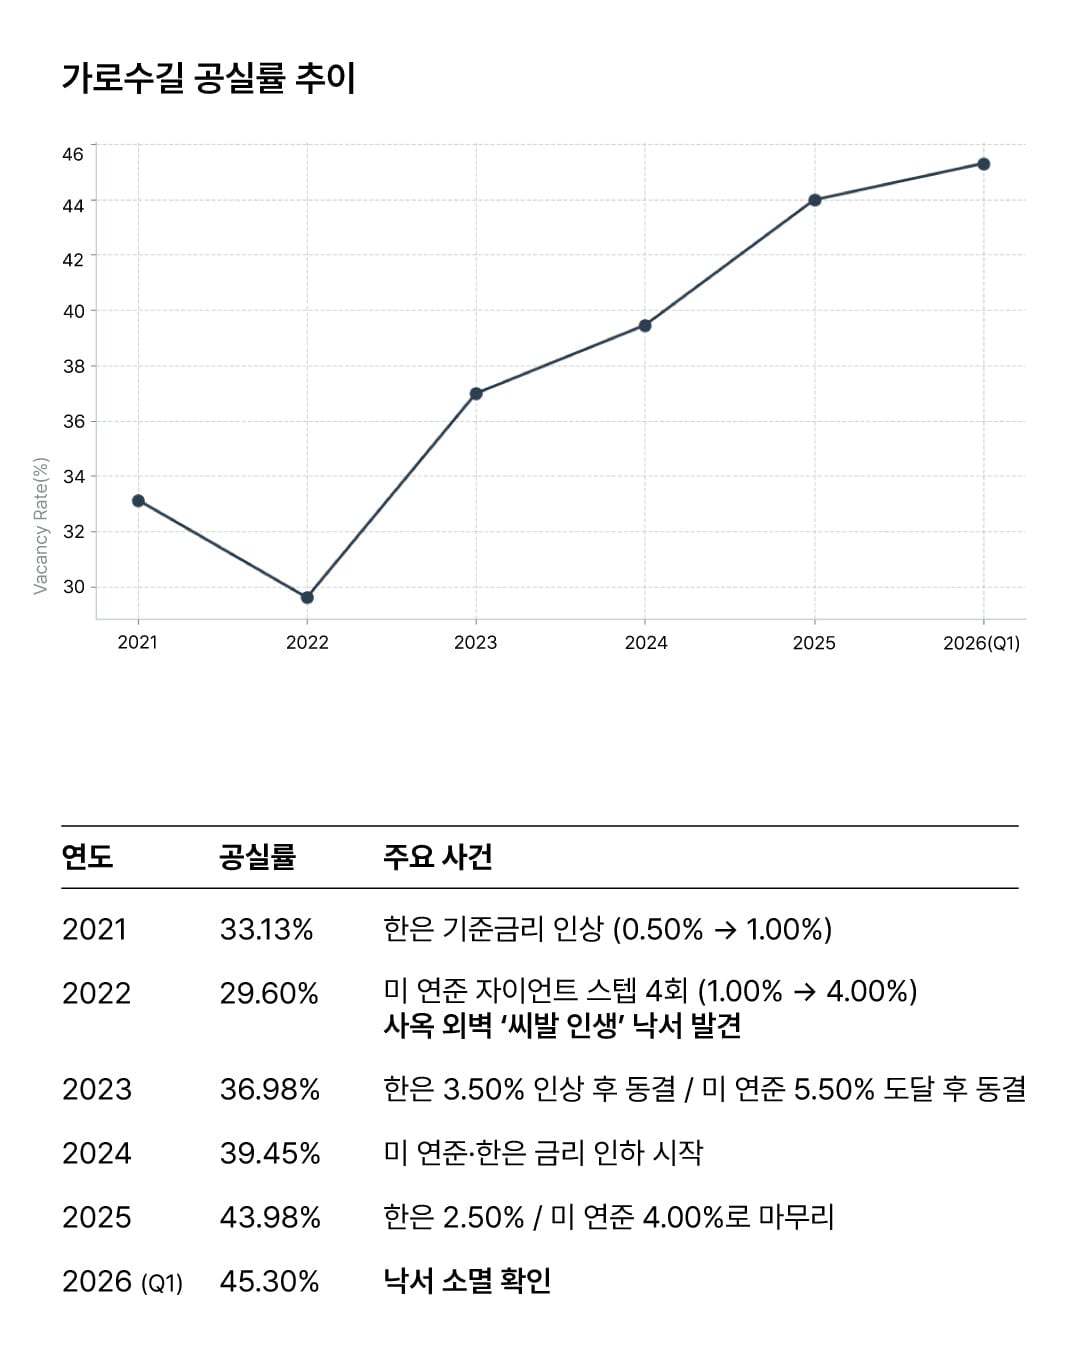 가로수길 공실률 추이
46
44
42
40
38
36
34
32
30
Vacancy Rate(%)
2021 2022 2023 2024 2025 2026(Q1)
연도 공실률 주요 사건
2021 33.13% 한은 기준금리 인상 (0.50% → 1.00%)
2022 29.60% 미 연준 자이언트 스텝 4회 (1.00% → 4.00%)
사옥 외벽 ‘씨발 인생’ 낙서 발견
2023 36.98% 한은 3.50% 인상 후 동결 / 미 연준 5.50% 도달 후 동결
2024 39.45% 미 연준·한은 금리 인하 시작
2025 43.98% 한은 2.50% / 미 연준 4.00%로 마무리
2026 (Q1) 45.30% 낙서 소멸 확인